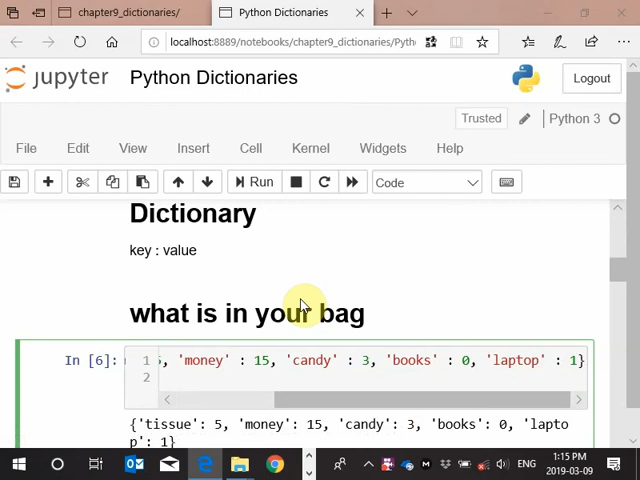 chapter9_dictionaries/
Python Dictionaries
localhost:8889/notebooks/chapter9_dictionaries/Pyth
jupyter Python Dictionaries
Logout
Trusted
Python 3
File Edit View Insert Cell Kernel Widgets Help
Run Code
Dictionary
key : value
what is in your bag
In [6]: 1 5, 'money' : 15, 'candy' : 3, 'books' : 0, 'laptop' : 1}
2
{'tissue': 5, 'money': 15, 'candy': 3, 'books': 0, 'lapto
p': 1}
ENG
1:15 PM
2019-03-09